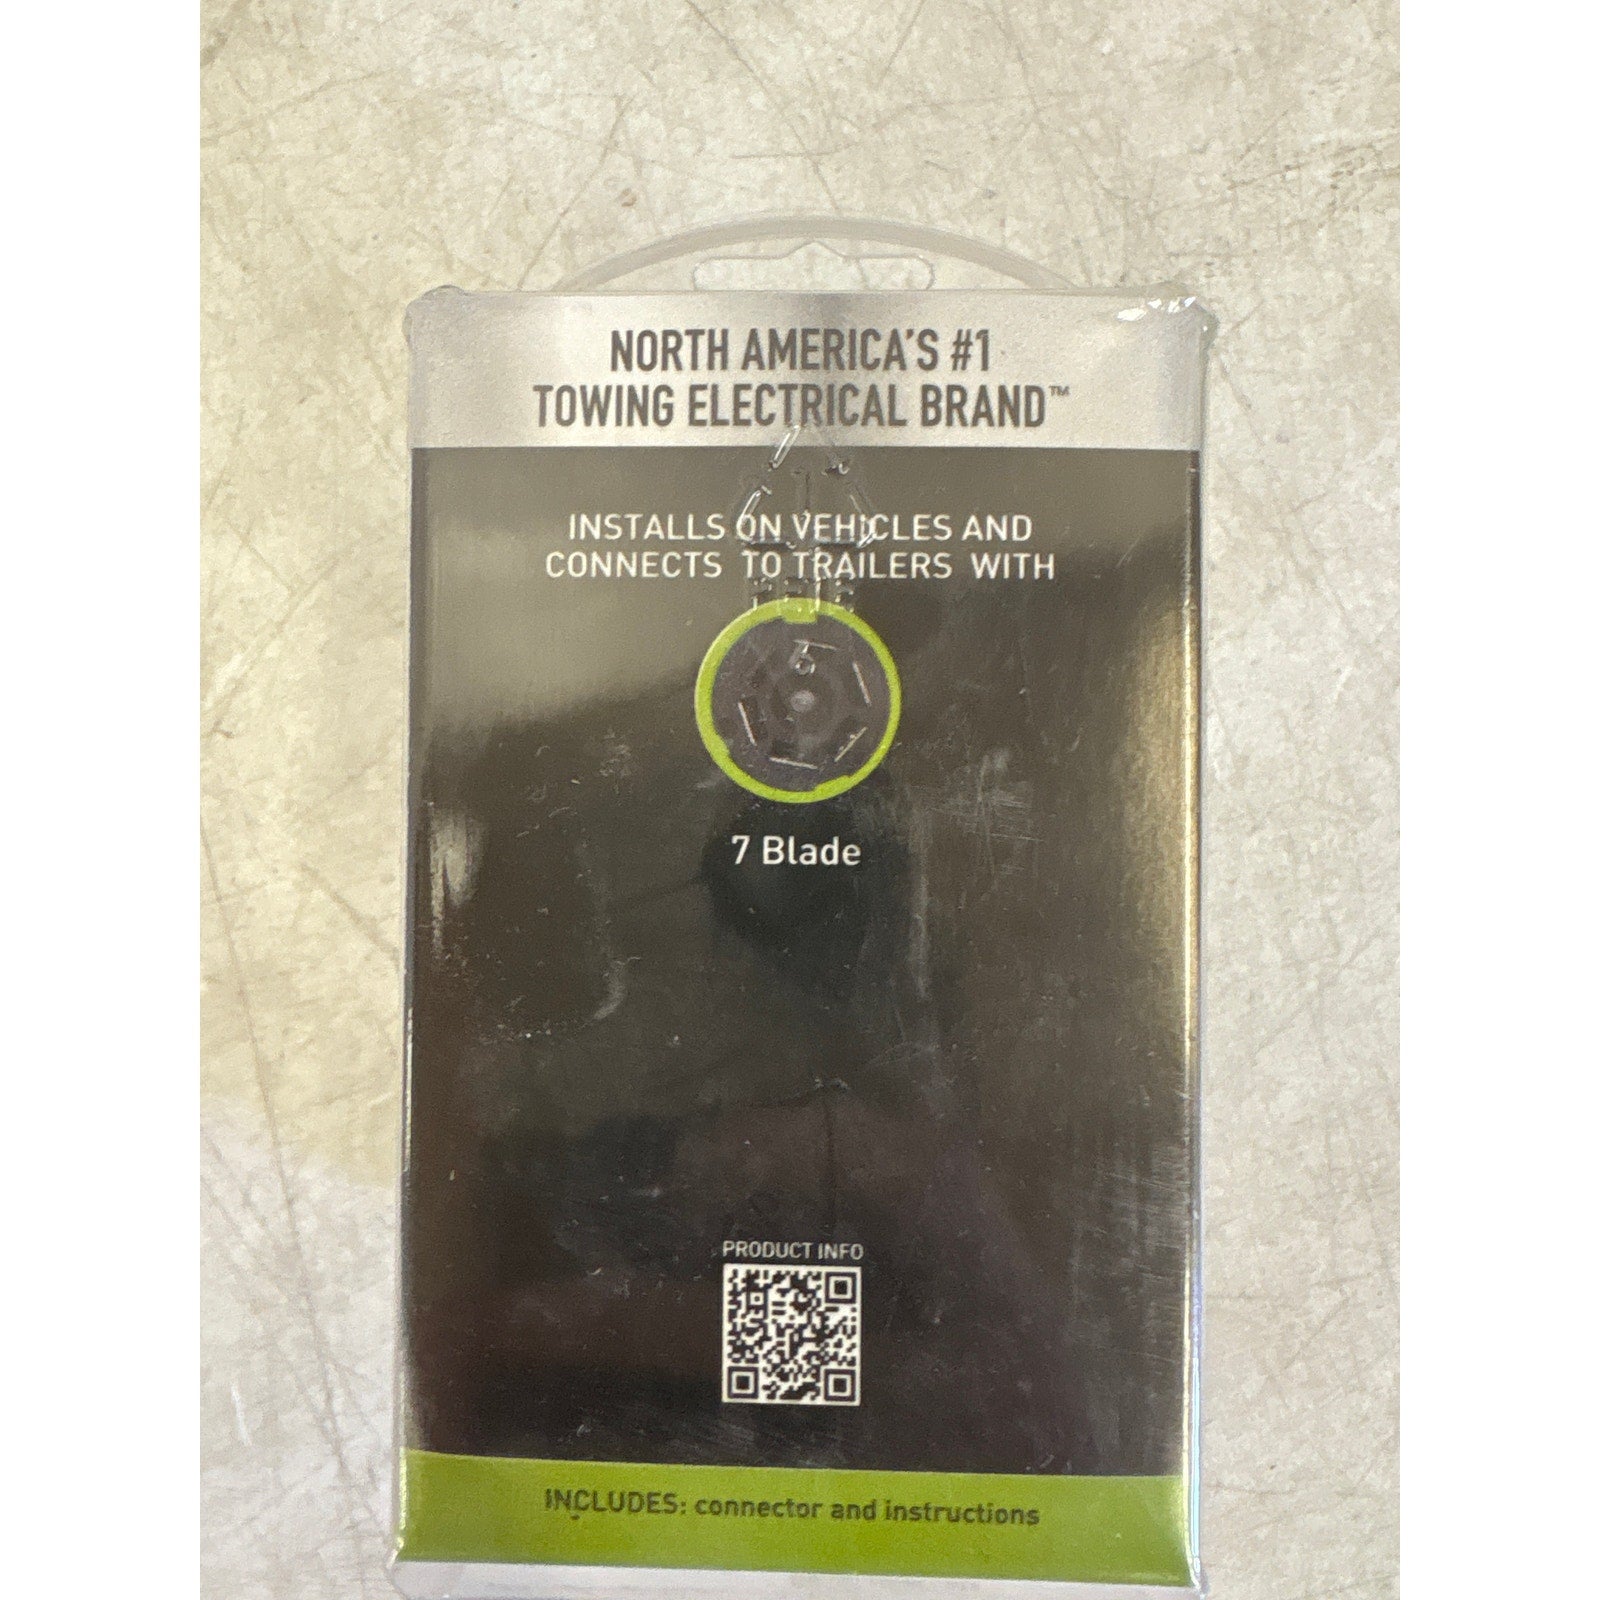 NORTH AMERICA'S #1
TOWING ELECTRICAL BRAND™
INSTALLS ON VEHICLES AND
CONNECTS TO TRAILERS WITH
7 Blade
PRODUCT INFO
INCLUDES: connector and instructions